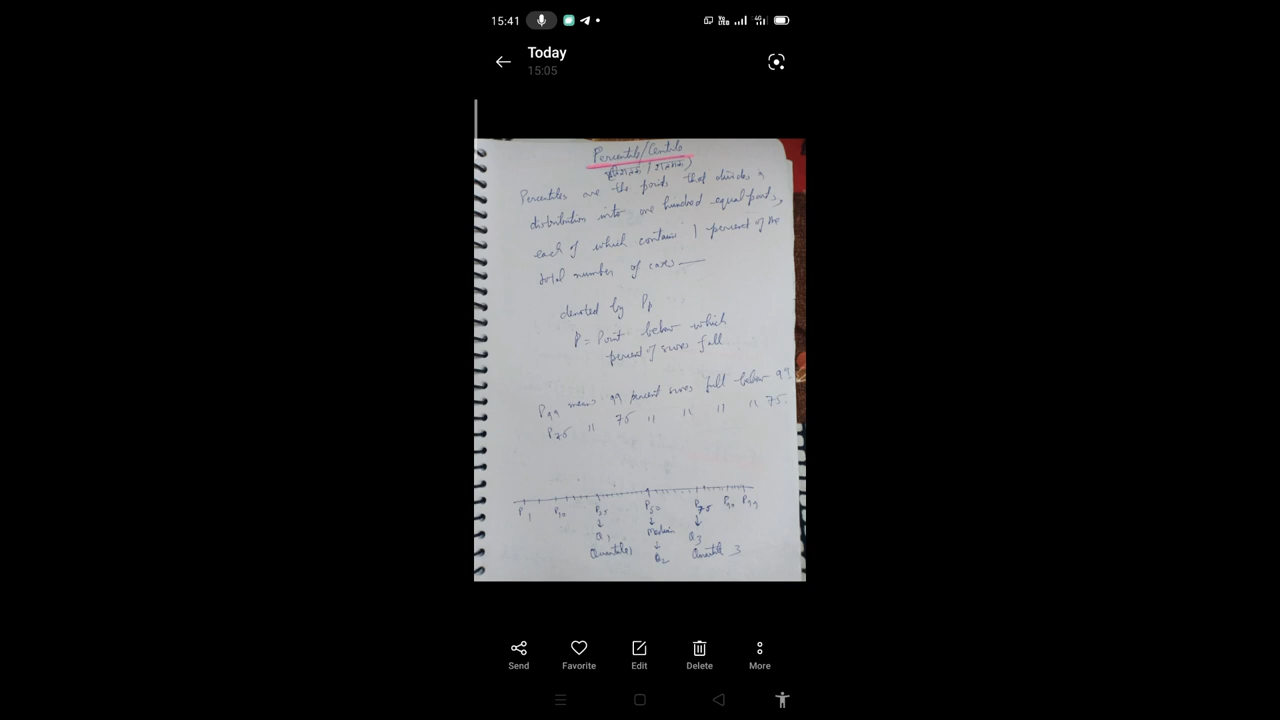 15:41
Today
15:05
Percentile/Centile
Percentiles are the points that divides a
distribution into one hundred equal parts,
each of which contains 1 percent of the
total number of cases —
denoted by Pp
P = Point below which
percent of scores fall
P99 means 99 percent scores fall below 99
P75 " 75 " " " " 75.
P1 P10 P25 P50 P75 P90 P99
Q1 Median Q3
Q2 Quartile 3
Send Favorite Edit Delete More